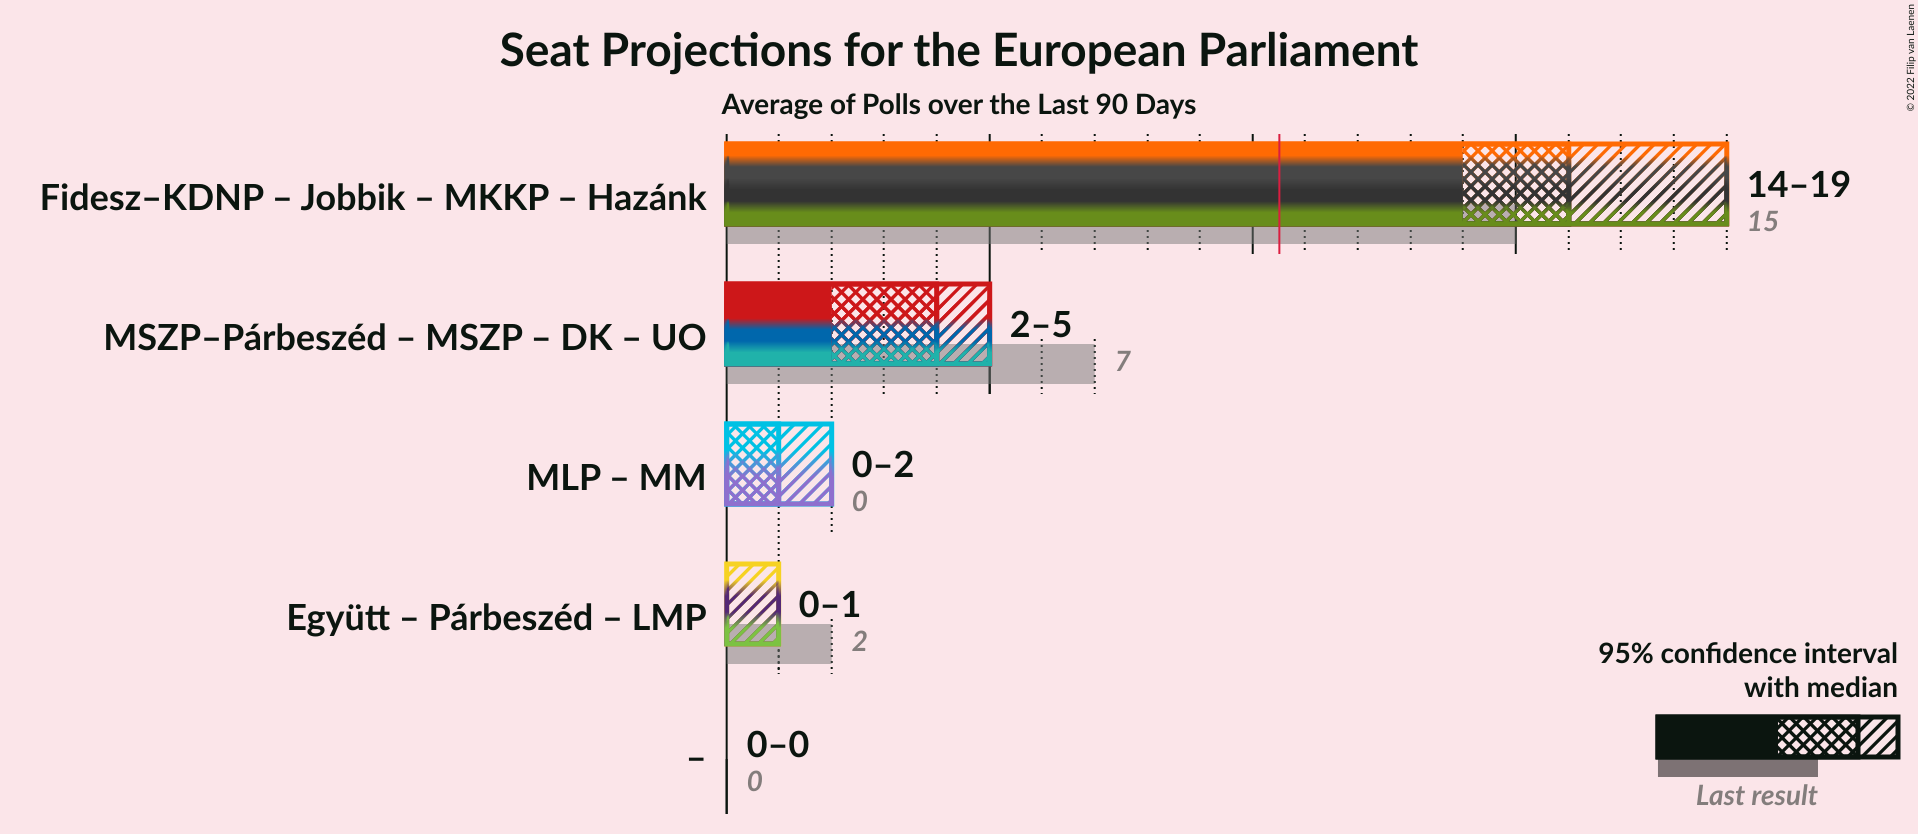 Seat Projections for the European Parliament
Average of Polls over the Last 90 Days
Fidesz–KDNP – Jobbik – MKKP – Hazánk
14–19
15
MSZP–Párbeszéd – MSZP – DK – UO
2–5
7
MLP – MM
0–2
0
Együtt – Párbeszéd – LMP
0–1
2
–
0–0
0
95% confidence interval
with median
Last result
© 2022 Filip van Laenen